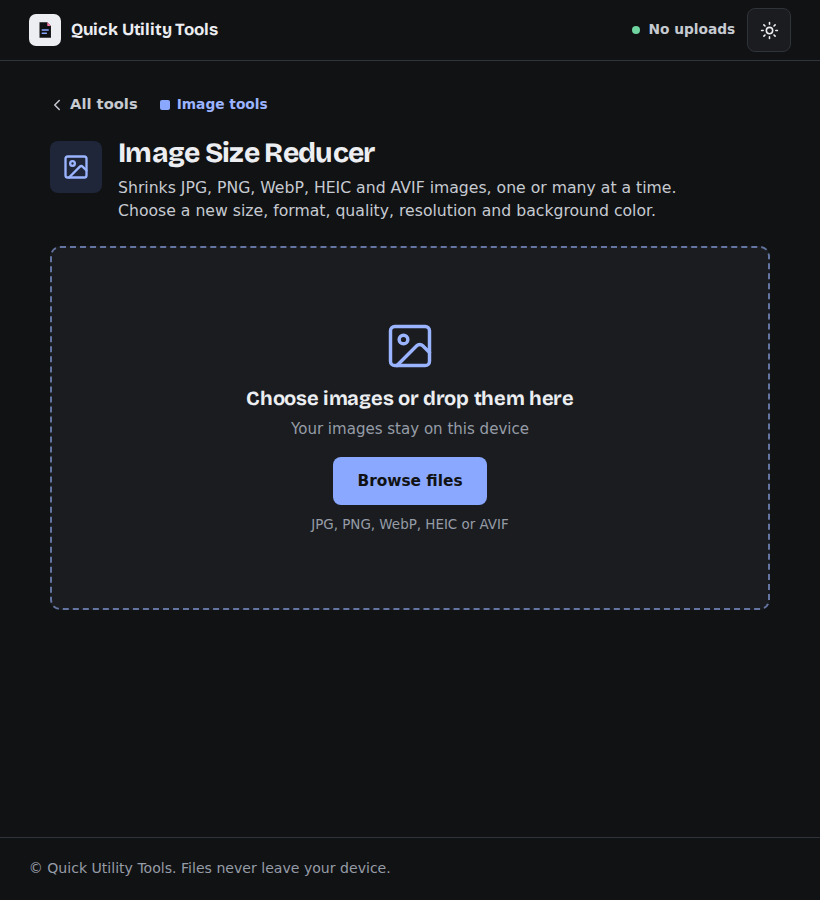 Quick Utility Tools
No uploads
All tools
Image tools
Image Size Reducer
Shrinks JPG, PNG, WebP, HEIC and AVIF images, one or many at a time.
Choose a new size, format, quality, resolution and background color.
Choose images or drop them here
Your images stay on this device
Browse files
JPG, PNG, WebP, HEIC or AVIF
© Quick Utility Tools. Files never leave your device.